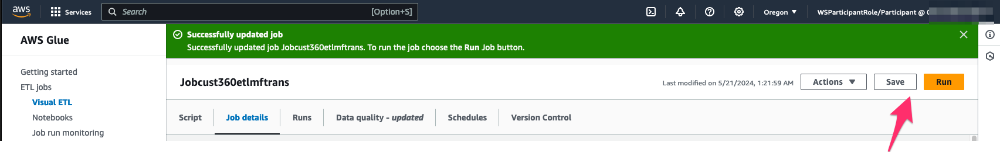 aws Services Search [Option+S] Oregon WSParticipantRole/Participant @
AWS Glue
Successfully updated job
Successfully updated job Jobcust360etlmftrans. To run the job choose the Run Job button.
Getting started
ETL jobs
Visual ETL
Notebooks
Job run monitoring
Jobcust360etlmftrans
Last modified on 5/21/2024, 1:21:59 AM
Actions
Save
Run
Script Job details Runs Data quality - updated Schedules Version Control